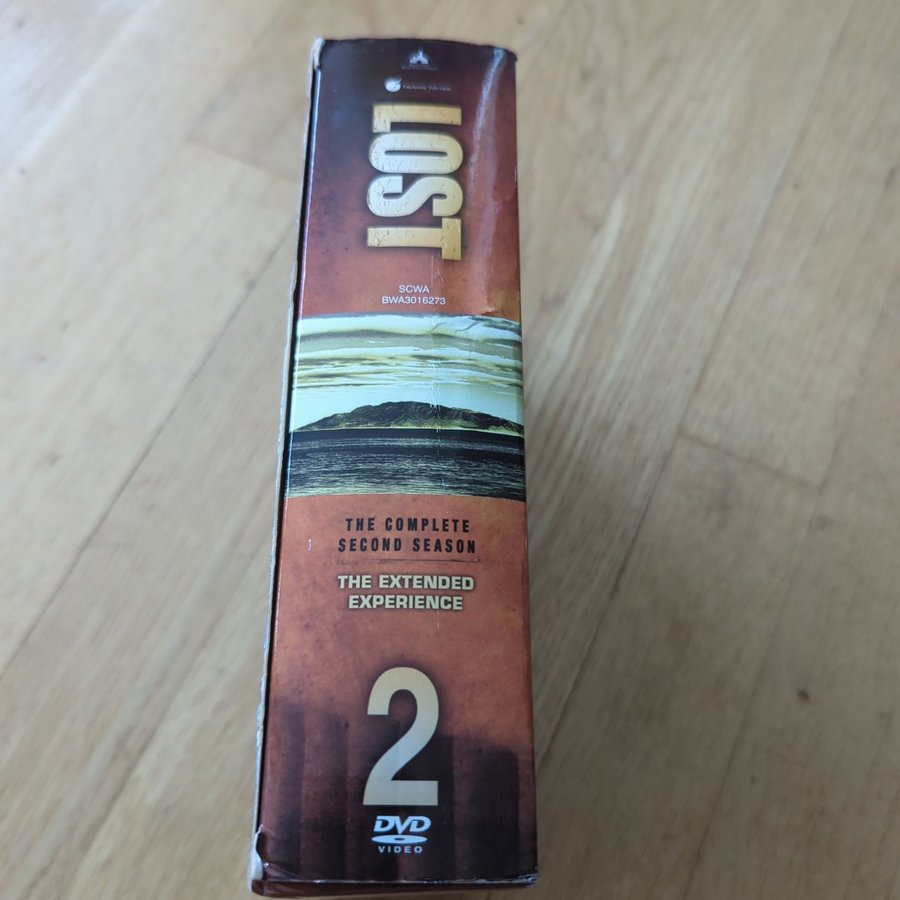 LOST
SCWA
BWA3016273
THE COMPLETE
SECOND SEASON
THE EXTENDED
EXPERIENCE
2
DVD
VIDEO